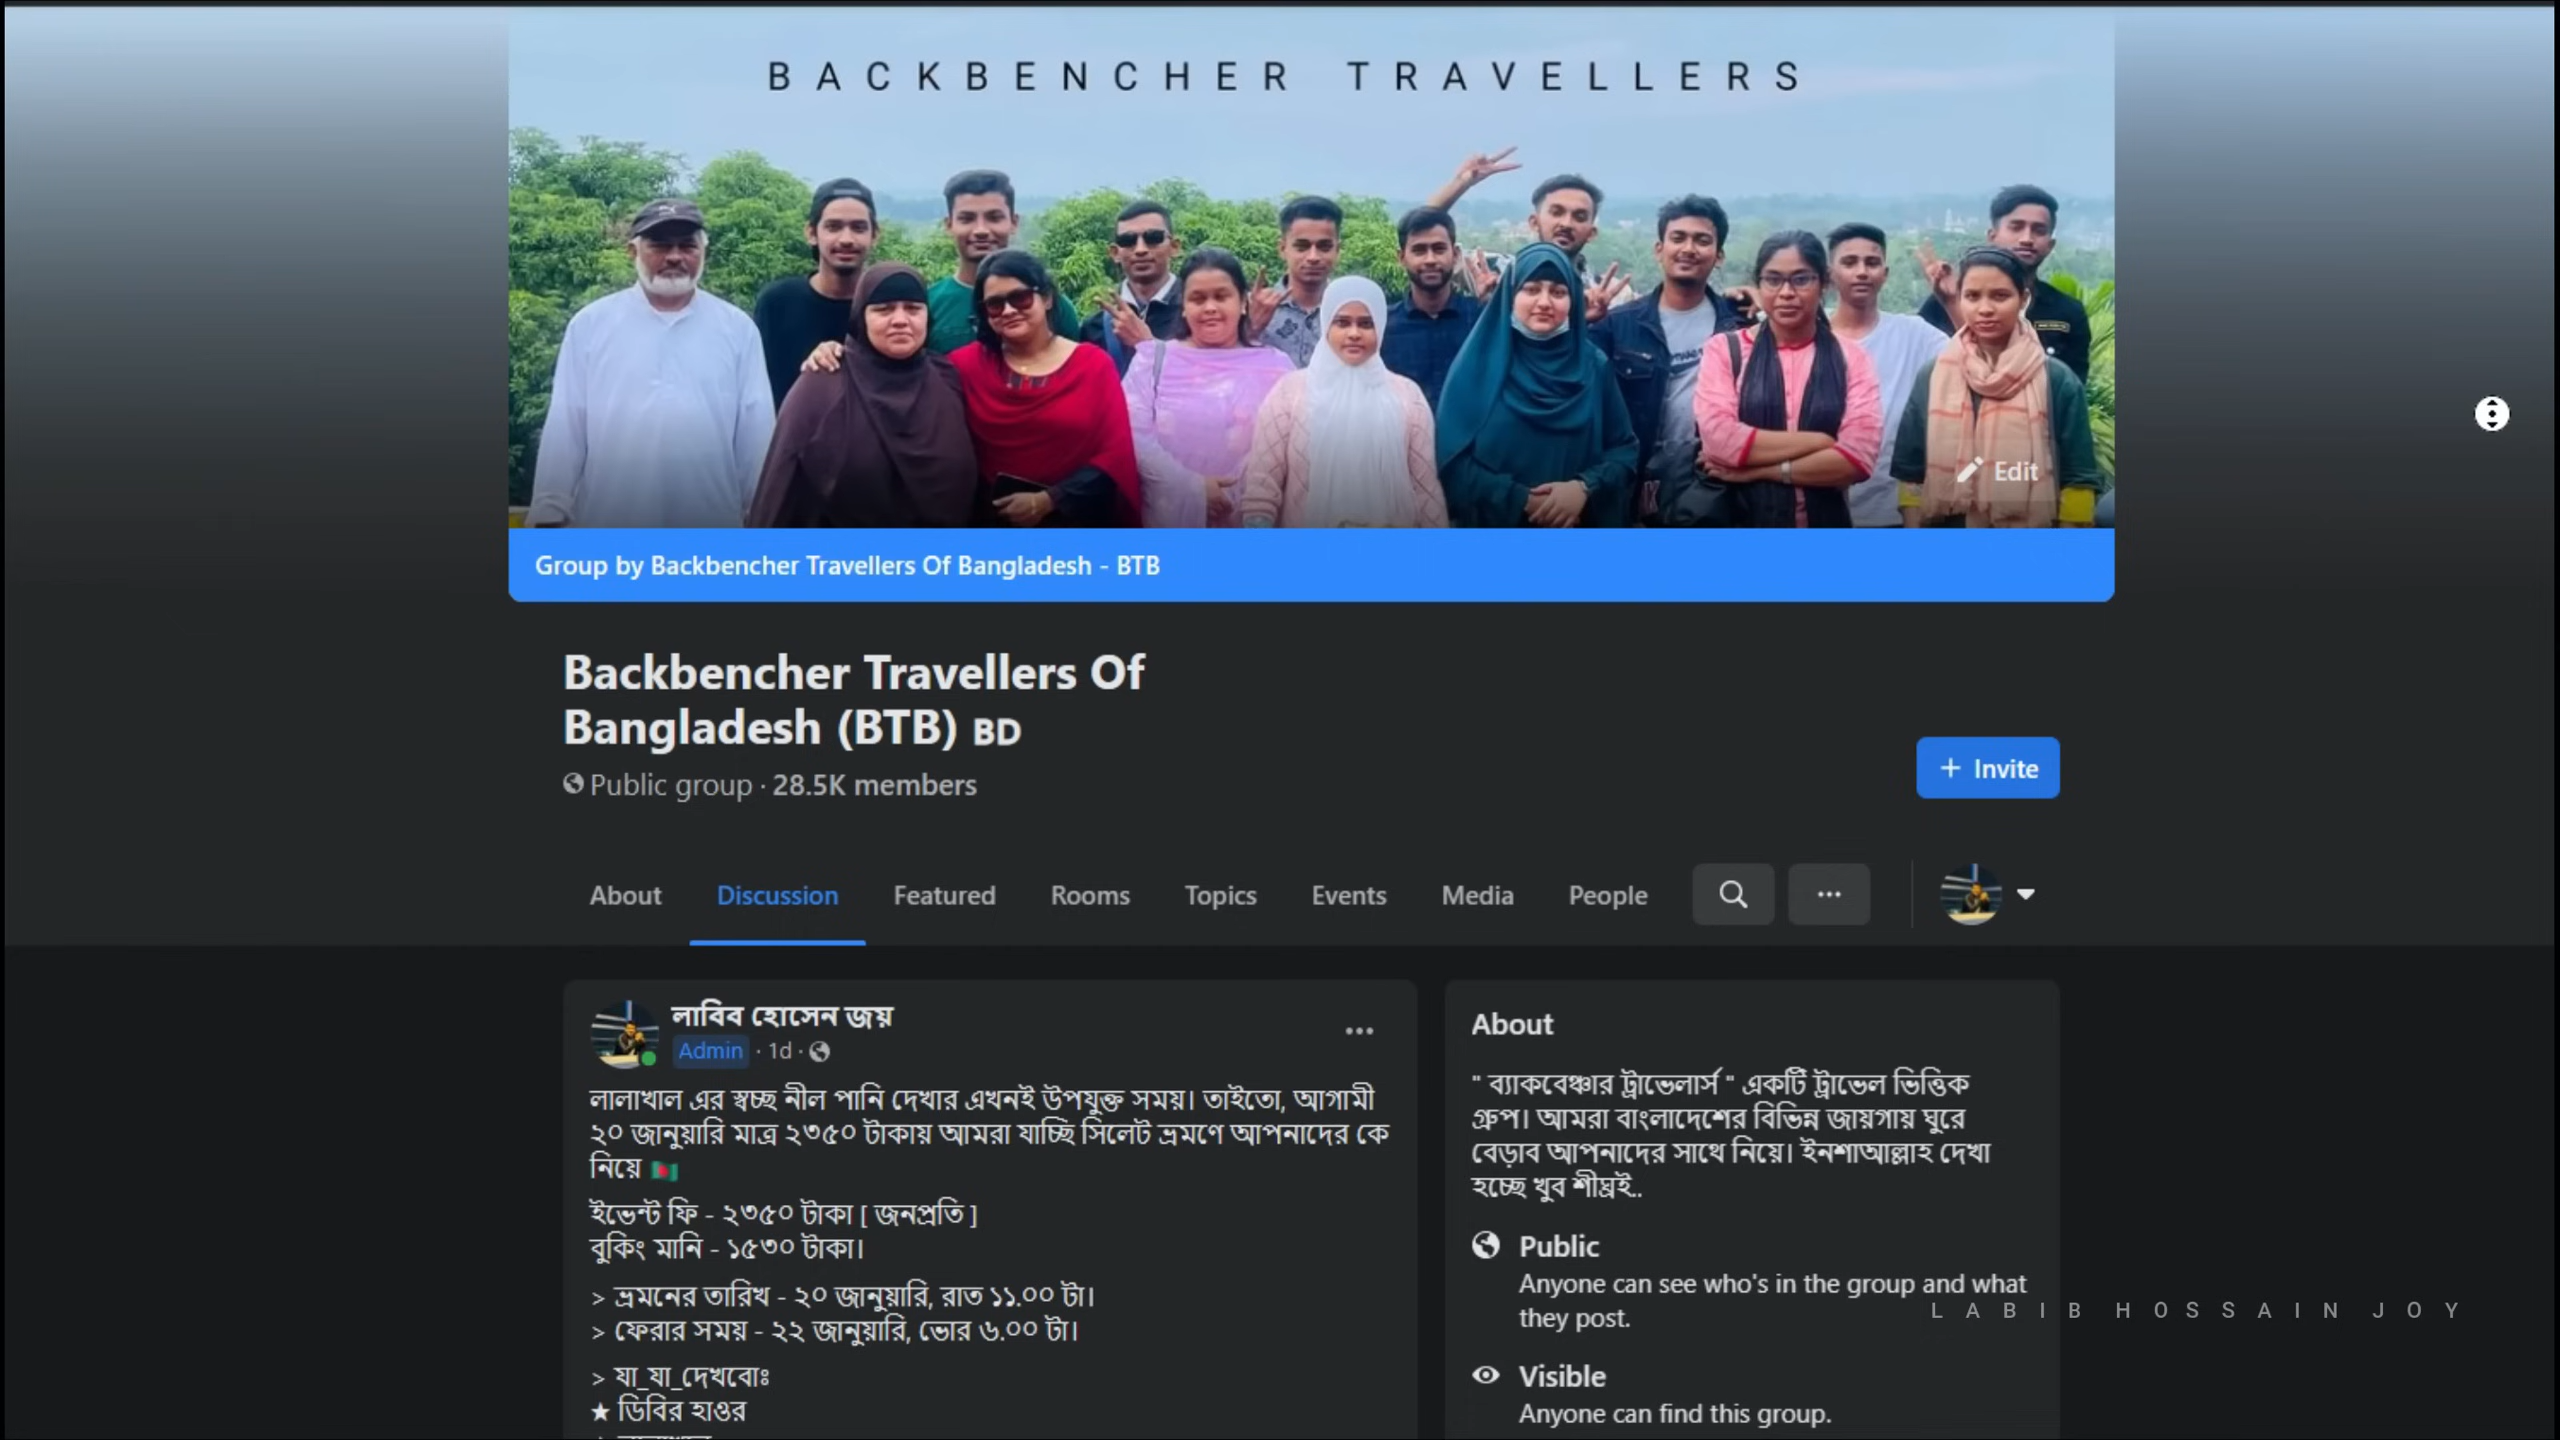 BACKBENCHER TRAVELLERS
Edit
Group by Backbencher Travellers Of Bangladesh - BTB
Backbencher Travellers Of
Bangladesh (BTB) BD
Public group · 28.5K members
+ Invite
About
Discussion
Featured
Rooms
Topics
Events
Media
People
লাবিব হোসেন জয়
Admin · 1d ·
লালাখাল এর স্বচ্ছ নীল পানি দেখার এখনই উপযুক্ত সময়। তাইতো, আগামী
২০ জানুয়ারি মাত্র ২৩৫০ টাকায় আমরা যাচ্ছি সিলেট ভ্রমণে আপনাদের কে
নিয়ে 🇧🇩
ইভেন্ট ফি - ২৩৫০ টাকা [ জনপ্রতি ]
বুকিং মানি - ১৫৩০ টাকা।
> ভ্রমনের তারিখ - ২০ জানুয়ারি, রাত ১১.০০ টা।
> ফেরার সময় - ২২ জানুয়ারি, ভোর ৬.০০ টা।
> যা_যা_দেখবোঃ
★ ডিবির হাওর
About
" ব্যাকবেঞ্চার ট্রাভেলার্স " একটি ট্রাভেল ভিত্তিক
গ্রুপ। আমরা বাংলাদেশের বিভিন্ন জায়গায় ঘুরে
বেড়াব আপনাদের সাথে নিয়ে। ইনশাআল্লাহ দেখা
হচ্ছে খুব শীঘ্রই..
Public
Anyone can see who's in the group and what
they post.
LABIB HOSSAIN JOY
Visible
Anyone can find this group.